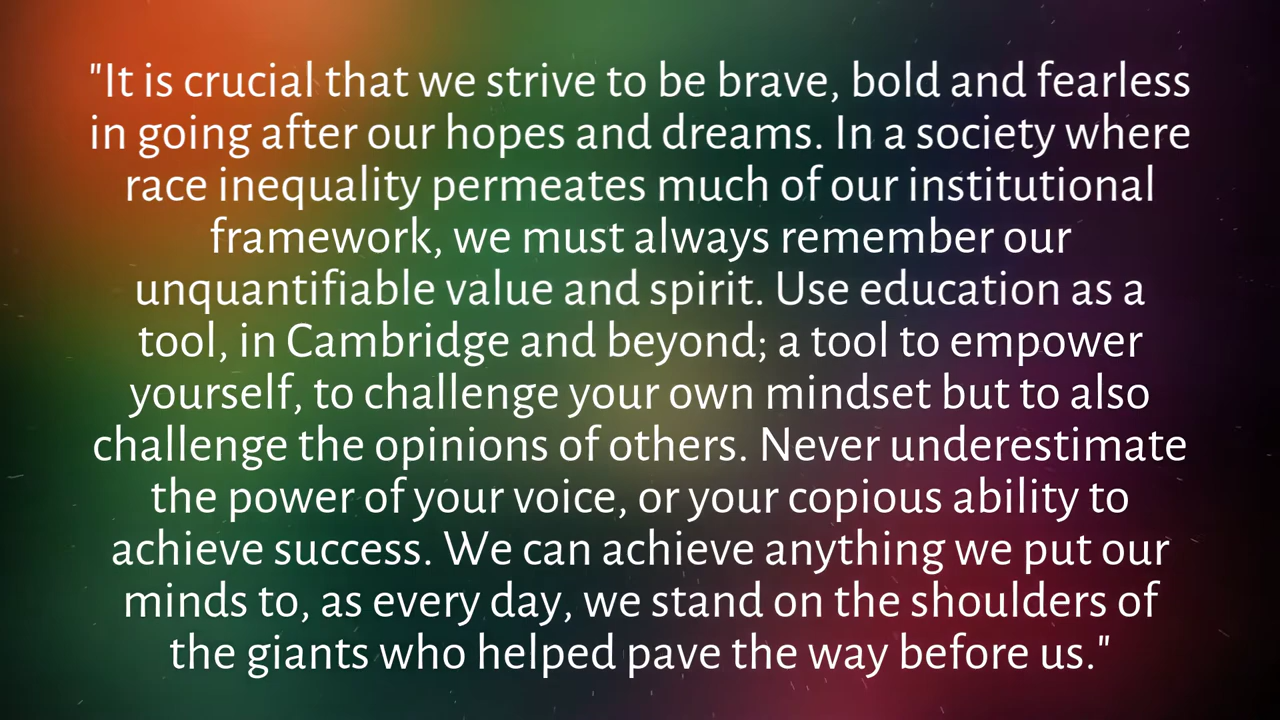 "It is crucial that we strive to be brave, bold and fearless
in going after our hopes and dreams. In a society where
race inequality permeates much of our institutional
framework, we must always remember our
unquantifiable value and spirit. Use education as a
tool, in Cambridge and beyond; a tool to empower
yourself, to challenge your own mindset but to also
challenge the opinions of others. Never underestimate
the power of your voice, or your copious ability to
achieve success. We can achieve anything we put our
minds to, as every day, we stand on the shoulders of
the giants who helped pave the way before us."